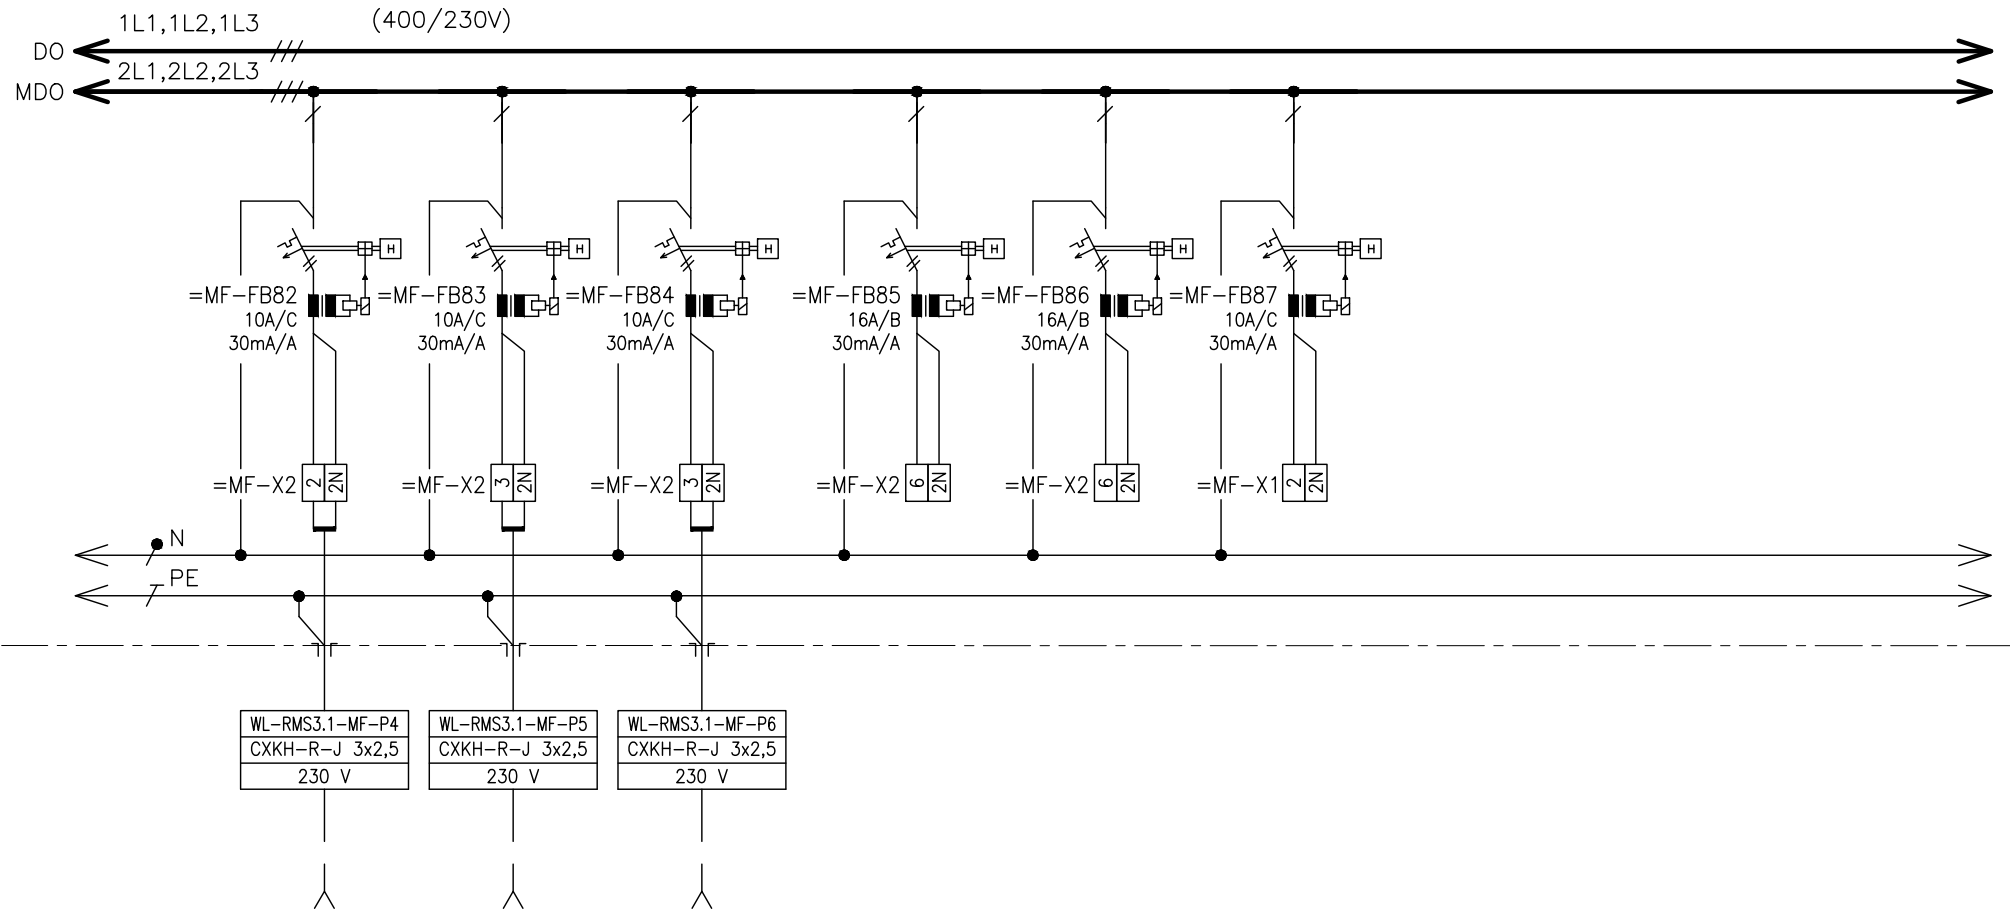 1L1,1L2,1L3 (400/230V)
DO
2L1,2L2,2L3
MDO
H H H H H H
=MF-FB82
10A/C
30mA/A
=MF-FB83
10A/C
30mA/A
=MF-FB84
10A/C
30mA/A
=MF-FB85
16A/B
30mA/A
=MF-FB86
16A/B
30mA/A
=MF-FB87
10A/C
30mA/A
=MF-X2 2 2N
=MF-X2 3 2N
=MF-X2 3 2N
=MF-X2 6 2N
=MF-X2 6 2N
=MF-X1 2 2N
N
PE
WL-RMS3.1-MF-P4
CXKH-R-J 3x2,5
230 V
WL-RMS3.1-MF-P5
CXKH-R-J 3x2,5
230 V
WL-RMS3.1-MF-P6
CXKH-R-J 3x2,5
230 V